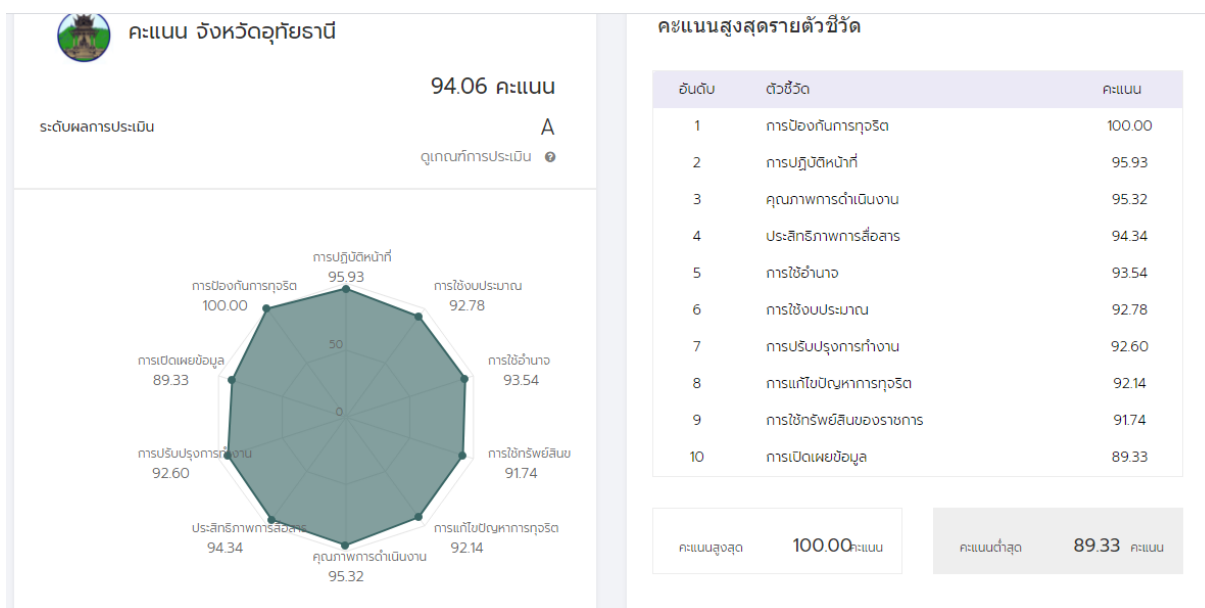 คะแนน จังหวัดอุทัยธานี
94.06 คะแนน
ระดับผลการประเมิน A
ดูเกณฑ์การประเมิน
การปฏิบัติหน้าที่
95.93
การป้องกันการทุจริต
100.00
การใช้งบประมาณ
92.78
50
การเปิดเผยข้อมูล
89.33
การใช้อำนาจ
93.54
0
การปรับปรุงการทำงาน
92.60
การใช้ทรัพย์สินข
91.74
ประสิทธิภาพการสื่อสาร
94.34
การแก้ไขปัญหาการทุจริต
92.14
คุณภาพการดำเนินงาน
95.32
คะแนนสูงสุดรายตัวชี้วัด
อันดับ ตัวชี้วัด คะแนน
1 การป้องกันการทุจริต 100.00
2 การปฏิบัติหน้าที่ 95.93
3 คุณภาพการดำเนินงาน 95.32
4 ประสิทธิภาพการสื่อสาร 94.34
5 การใช้อำนาจ 93.54
6 การใช้งบประมาณ 92.78
7 การปรับปรุงการทำงาน 92.60
8 การแก้ไขปัญหาการทุจริต 92.14
9 การใช้ทรัพย์สินของราชการ 91.74
10 การเปิดเผยข้อมูล 89.33
คะแนนสูงสุด 100.00คะแนน
คะแนนต่ำสุด 89.33 คะแนน